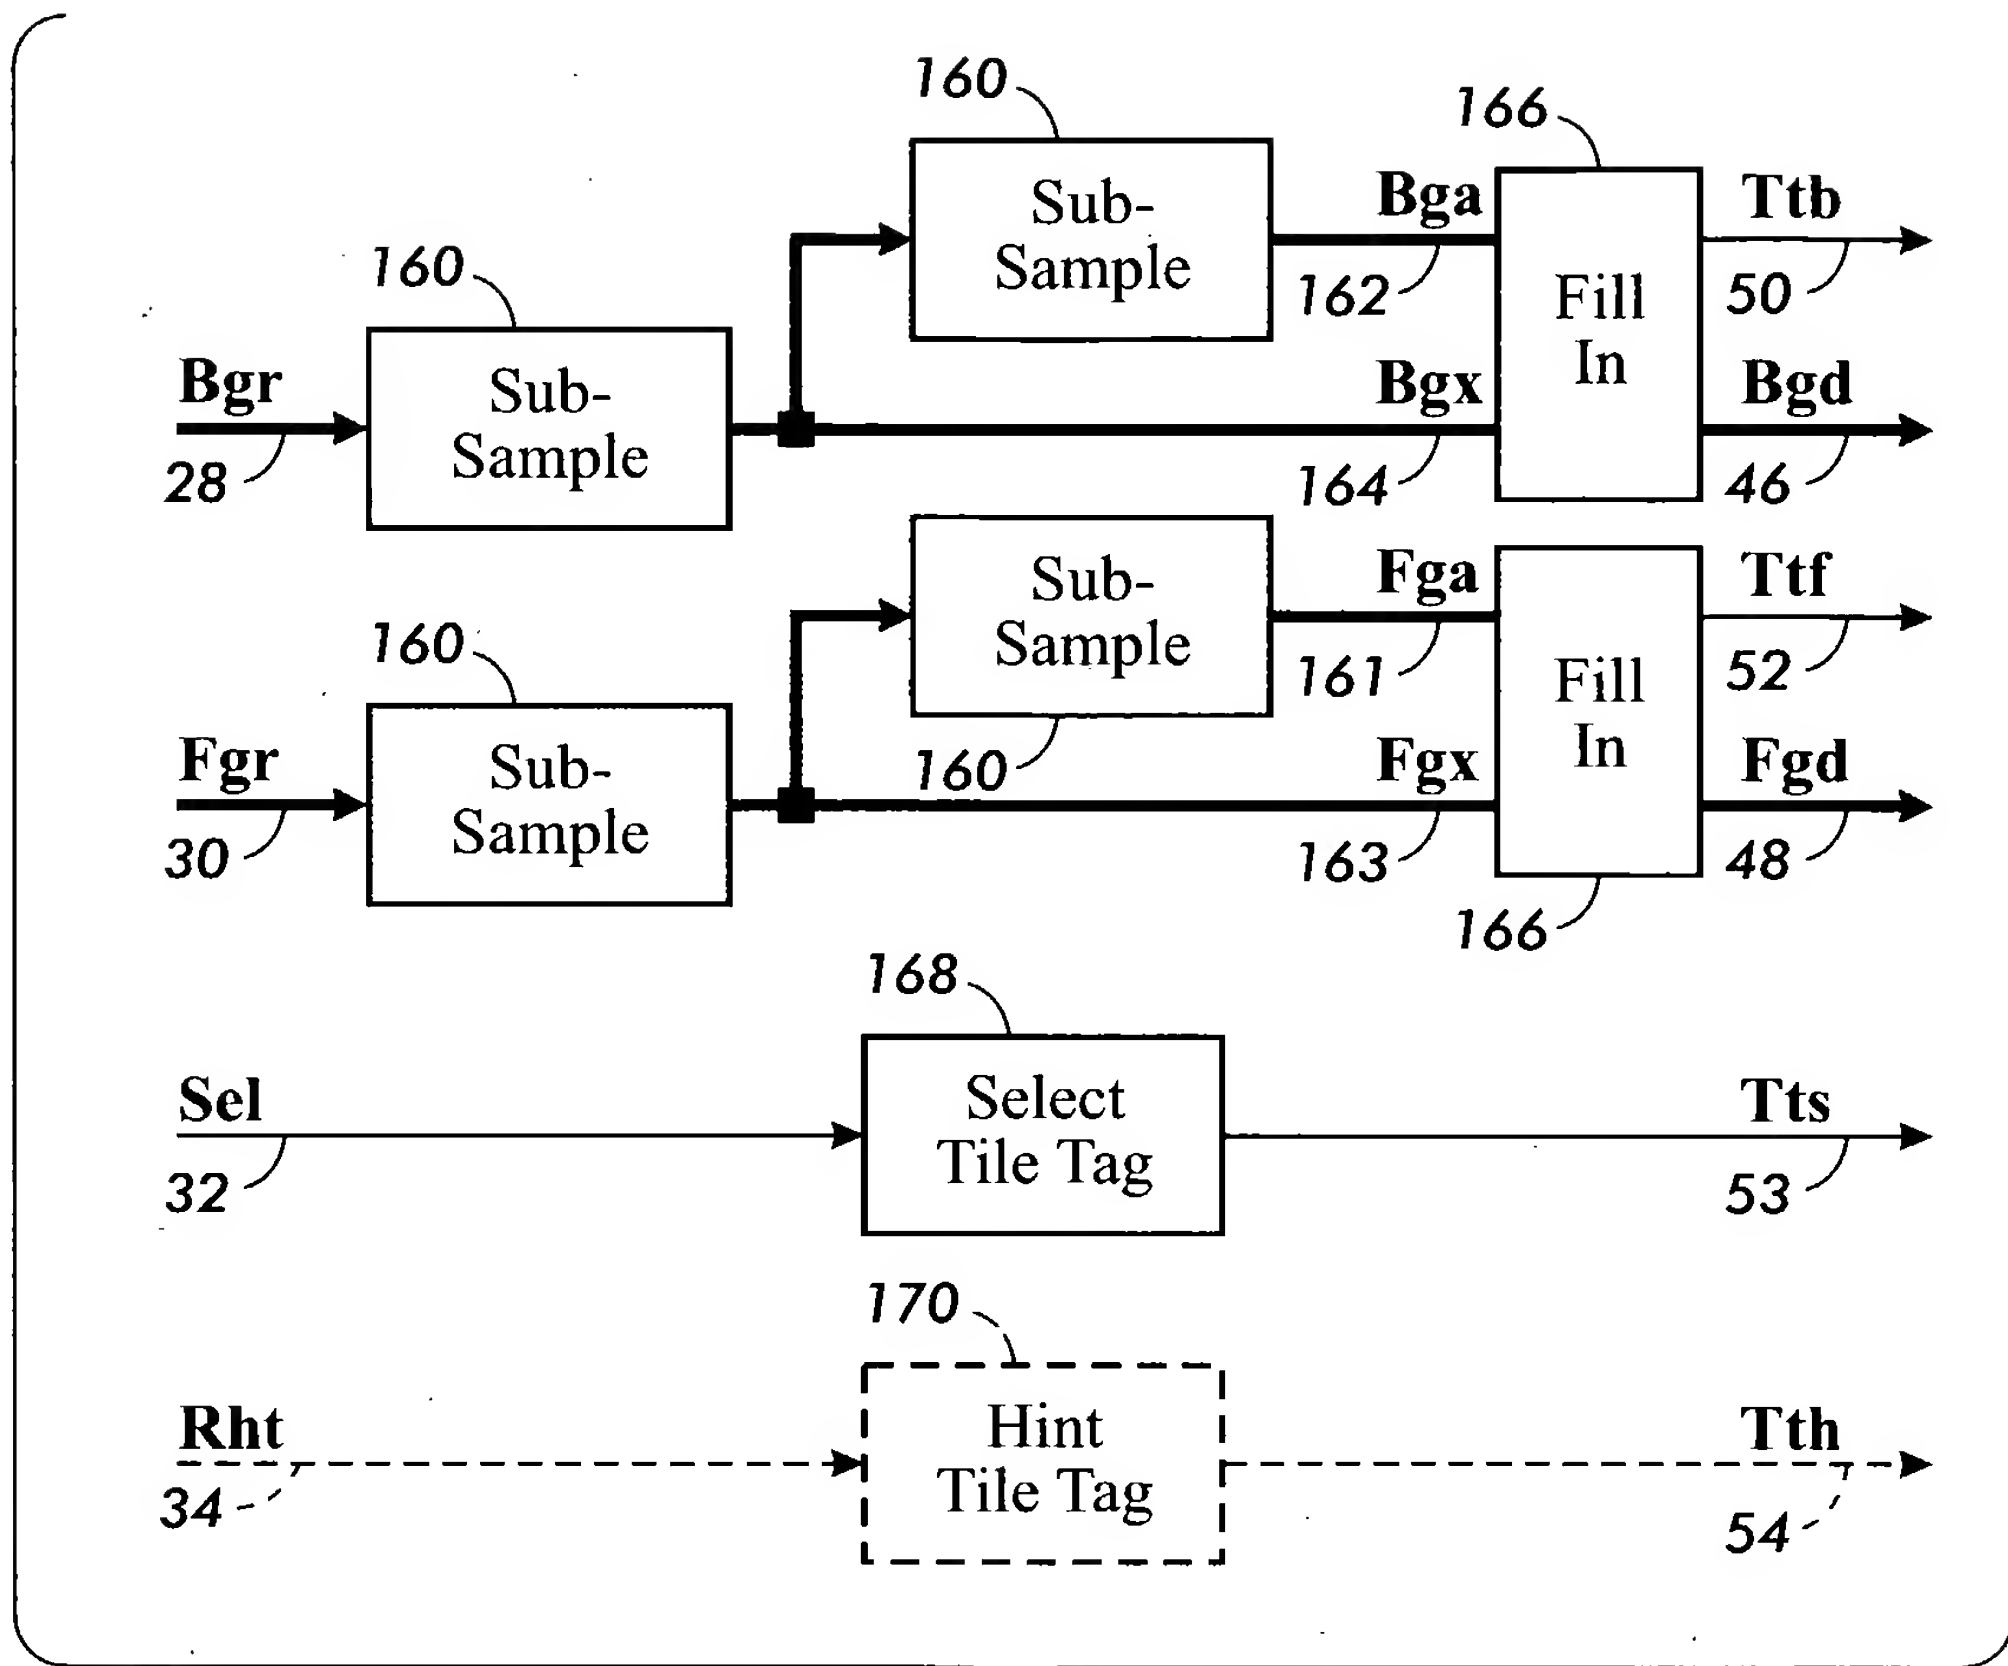 160
166
160
Sub-
Sample
Bga
Ttb
162
50
Fill
In
Bgr
Sub-
Sample
Bgx
Bgd
28
164
46
160
Sub-
Sample
Fga
Ttf
161
52
Fill
In
Fgr
Sub-
Sample
160
Fgx
Fgd
30
163
48
166
168
Sel
Select
Tile Tag
Tts
32
53
170
Rht
Hint
Tile Tag
Tth
34
54